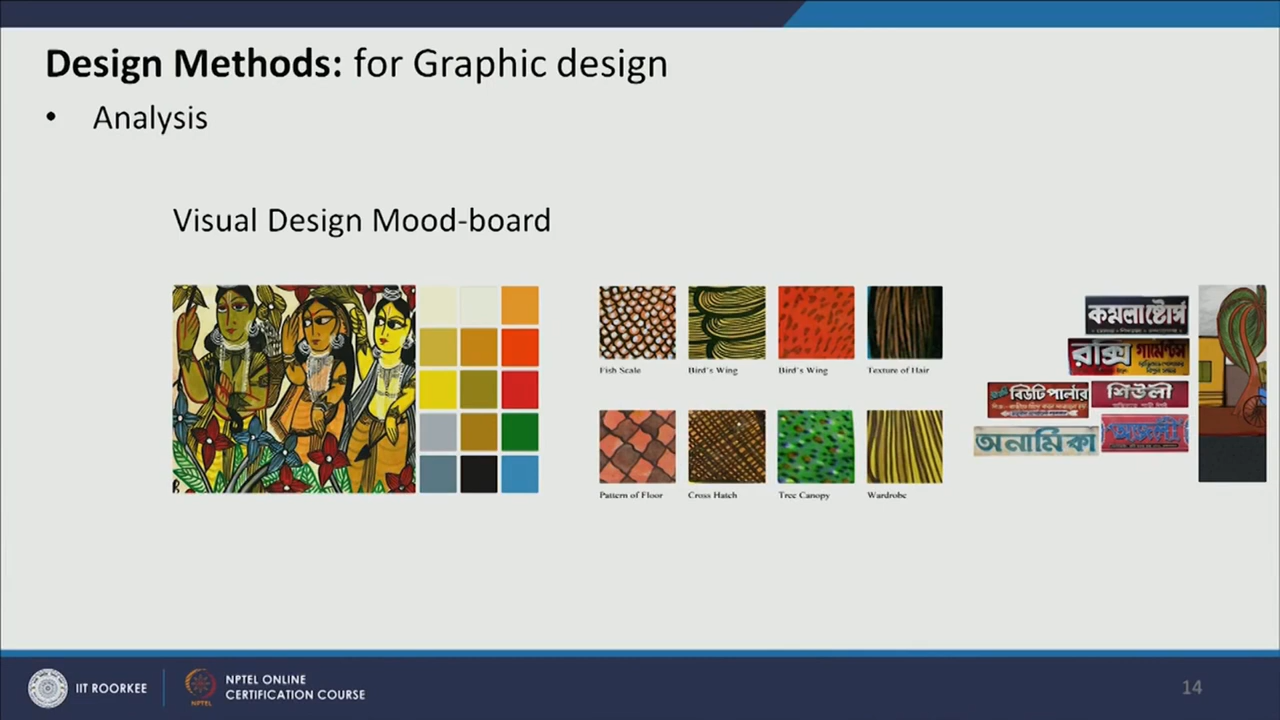 Design Methods: for Graphic design
• Analysis
Visual Design Mood-board
Fish Scale
Bird's Wing
Bird's Wing
Texture of Hair
Pattern of Floor
Cross Hatch
Tree Canopy
Wardrobe
কমলা ষ্টোর্স
রক্সি গার্মেন্টস
বিউটি পার্লার
শিউলী
অনামিকা
অঞ্জলী
IIT ROORKEE
NPTEL
NPTEL ONLINE
CERTIFICATION COURSE
14